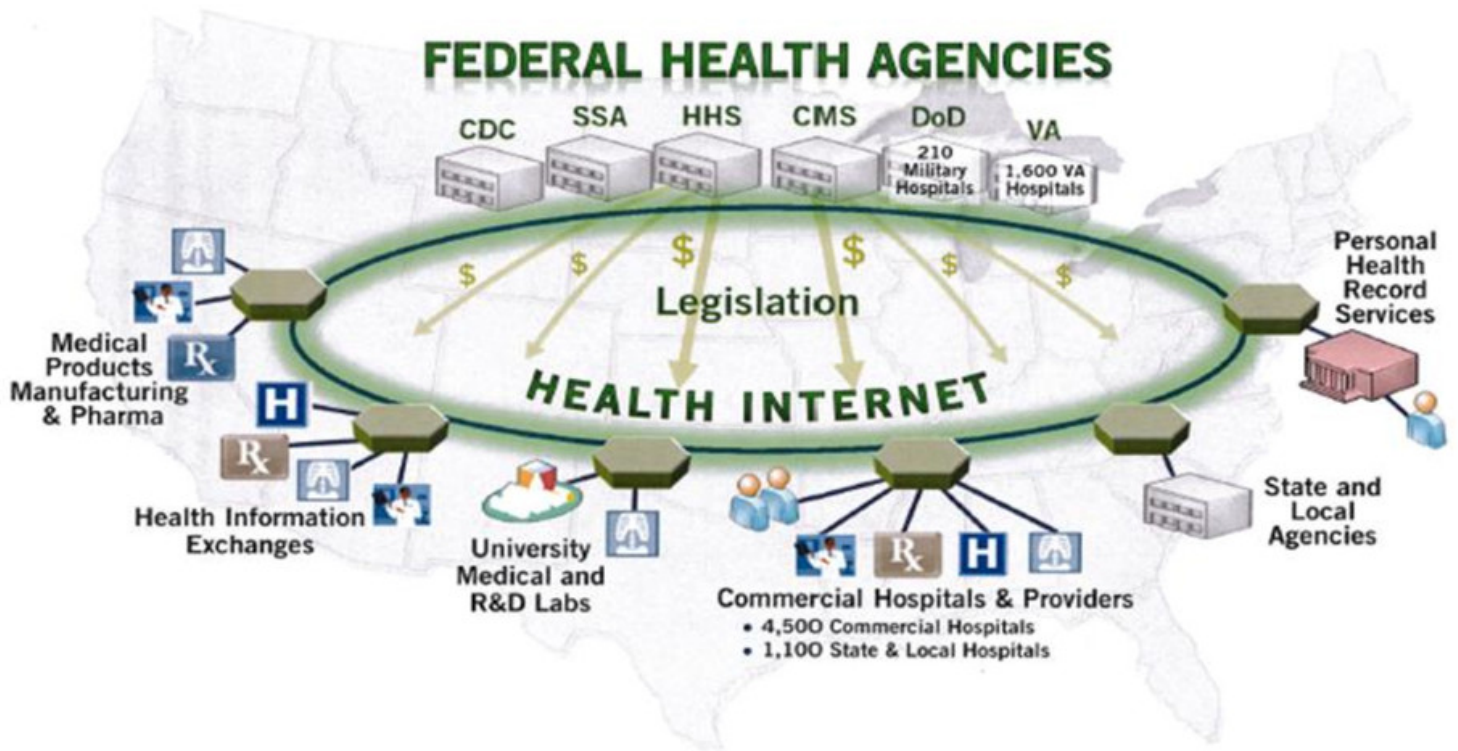 FEDERAL HEALTH AGENCIES
CDC
SSA
HHS
CMS
DoD
VA
210
Military
Hospitals
1,600 VA
Hospitals
$
$
$
$
$
$
Legislation
HEALTH INTERNET
Personal
Health
Record
Services
Medical
Products
Manufacturing
& Pharma
Rx
H
Rx
Health Information
Exchanges
University
Medical and
R&D Labs
Rx
H
Commercial Hospitals & Providers
• 4,500 Commercial Hospitals
• 1,100 State & Local Hospitals
State and
Local
Agencies